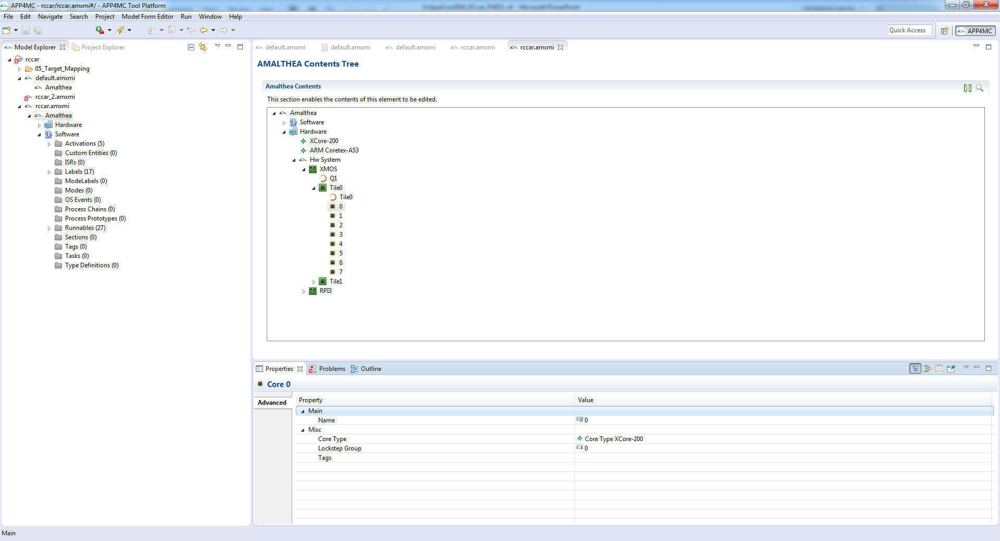 APP4MC - rccar/rccar.amxmi#/ - APP4MC Tool Platform
File Edit Navigate Search Project Model Form Editor Run Window Help
Quick Access APP4MC
Model Explorer Project Explorer
rccar
05_Target_Mapping
default.amxmi
Amalthea
rccar_2.amxmi
rccar.amxmi
Amalthea
Hardware
Software
Activations (5)
Custom Entities (0)
ISRs (0)
Labels (17)
ModeLabels (0)
Modes (0)
OS Events (0)
Process Chains (0)
Process Prototypes (0)
Runnables (27)
Sections (0)
Tags (0)
Tasks (0)
Type Definitions (0)
default.amxmi default.amxmi default.amxmi rccar.amxmi rccar.amxmi
AMALTHEA Contents Tree
Amalthea Contents
This section enables the contents of this element to be edited.
Amalthea
Software
Hardware
XCore-200
ARM Coretex-A53
Hw System
XMOS
Q1
Tile0
Tile0
0
1
2
3
4
5
6
7
Tile1
RPI3
Properties Problems Outline
Core 0
Advanced
Property Value
Main
Name 0
Misc
Core Type Core Type XCore-200
Lockstep Group 0
Tags
Main